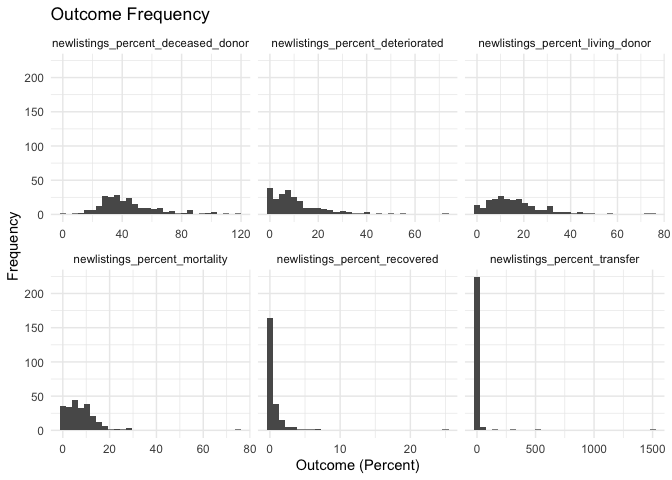 Outcome Frequency
newlistings_percent_deceased_donor newlistings_percent_deteriorated newlistings_percent_living_donor
200
150
100
50
0
0 40 80 120 0 20 40 60 0 20 40 60 80
newlistings_percent_mortality newlistings_percent_recovered newlistings_percent_transfer
200
150
100
50
0
0 20 40 60 80 0 10 20 0 500 1000 1500
Frequency
Outcome (Percent)